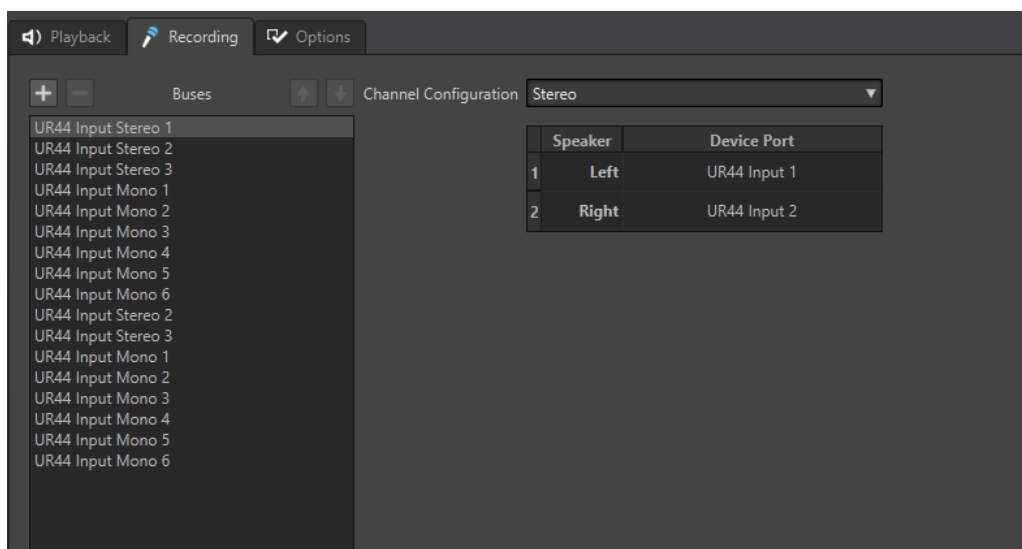 Playback Recording Options
Buses Channel Configuration Stereo
UR44 Input Stereo 1
UR44 Input Stereo 2
UR44 Input Stereo 3
UR44 Input Mono 1
UR44 Input Mono 2
UR44 Input Mono 3
UR44 Input Mono 4
UR44 Input Mono 5
UR44 Input Mono 6
UR44 Input Stereo 2
UR44 Input Stereo 3
UR44 Input Mono 1
UR44 Input Mono 2
UR44 Input Mono 3
UR44 Input Mono 4
UR44 Input Mono 5
UR44 Input Mono 6
Speaker Device Port
1 Left UR44 Input 1
2 Right UR44 Input 2